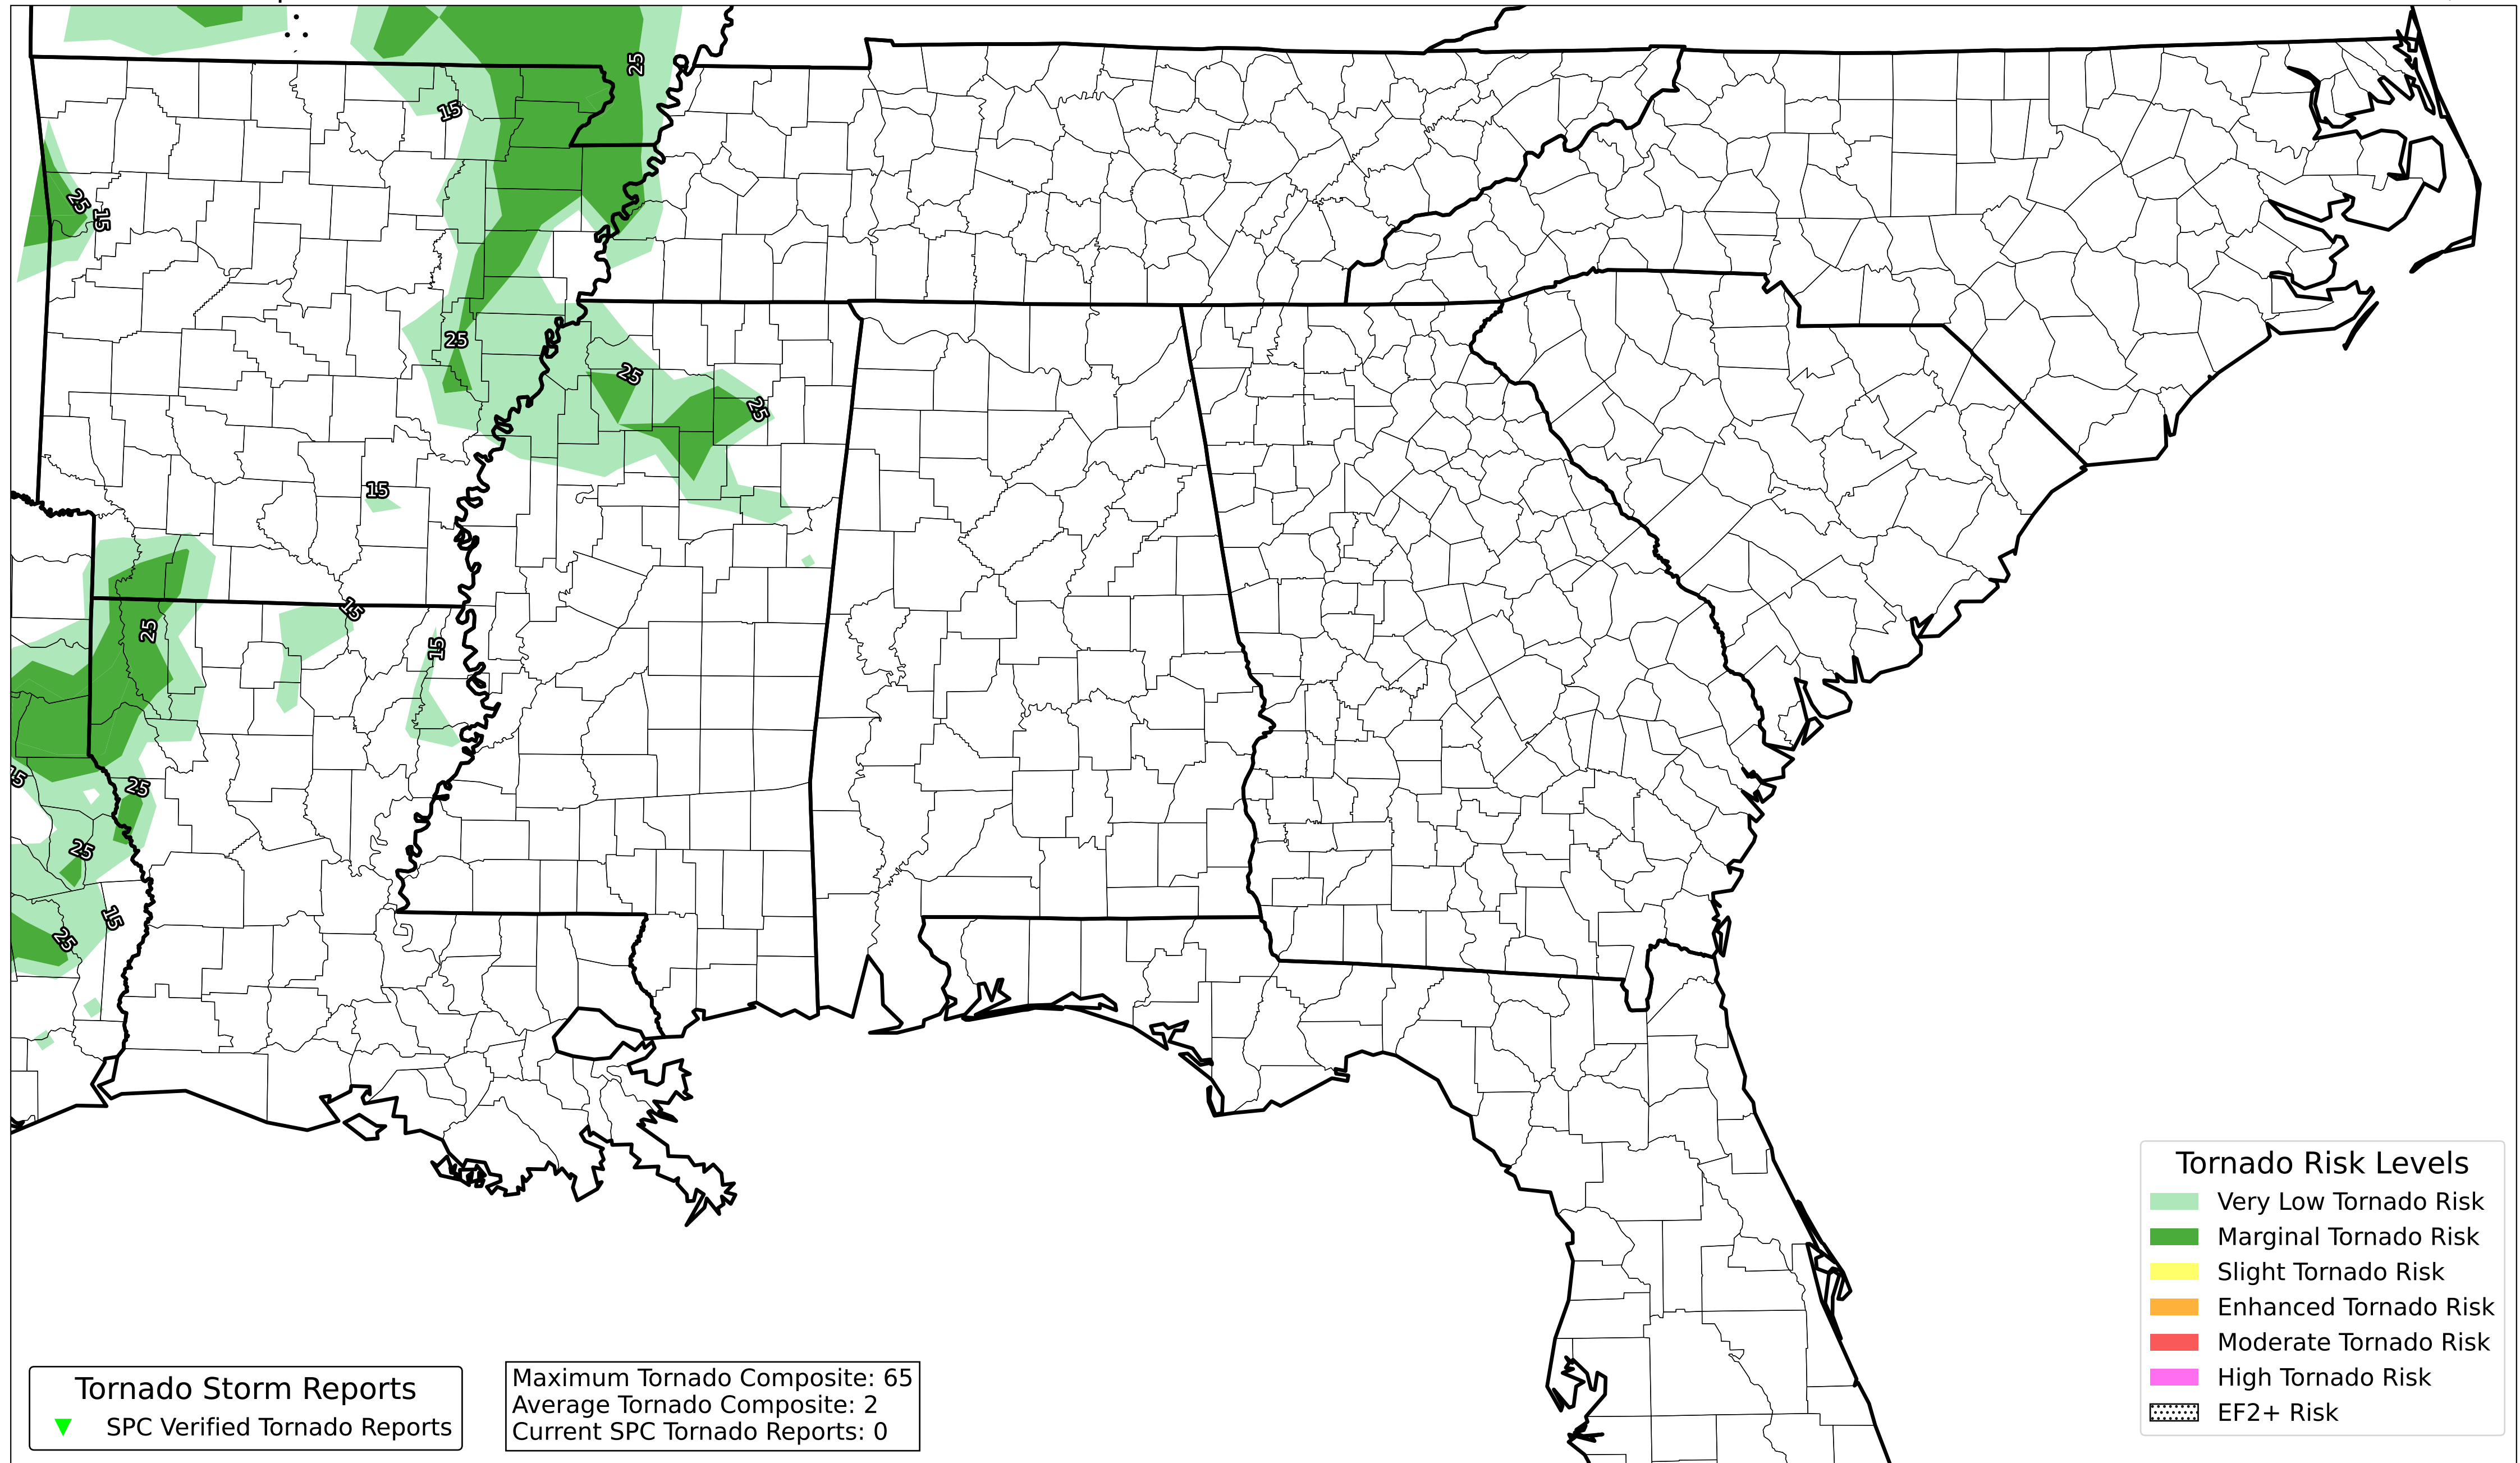 25
15
25
15
25
25
25
15
15
25
15
25
25
15
25
Tornado Risk Levels
Very Low Tornado Risk
Marginal Tornado Risk
Slight Tornado Risk
Enhanced Tornado Risk
Moderate Tornado Risk
High Tornado Risk
EF2+ Risk
Tornado Storm Reports
SPC Verified Tornado Reports
Maximum Tornado Composite: 65
Average Tornado Composite: 2
Current SPC Tornado Reports: 0